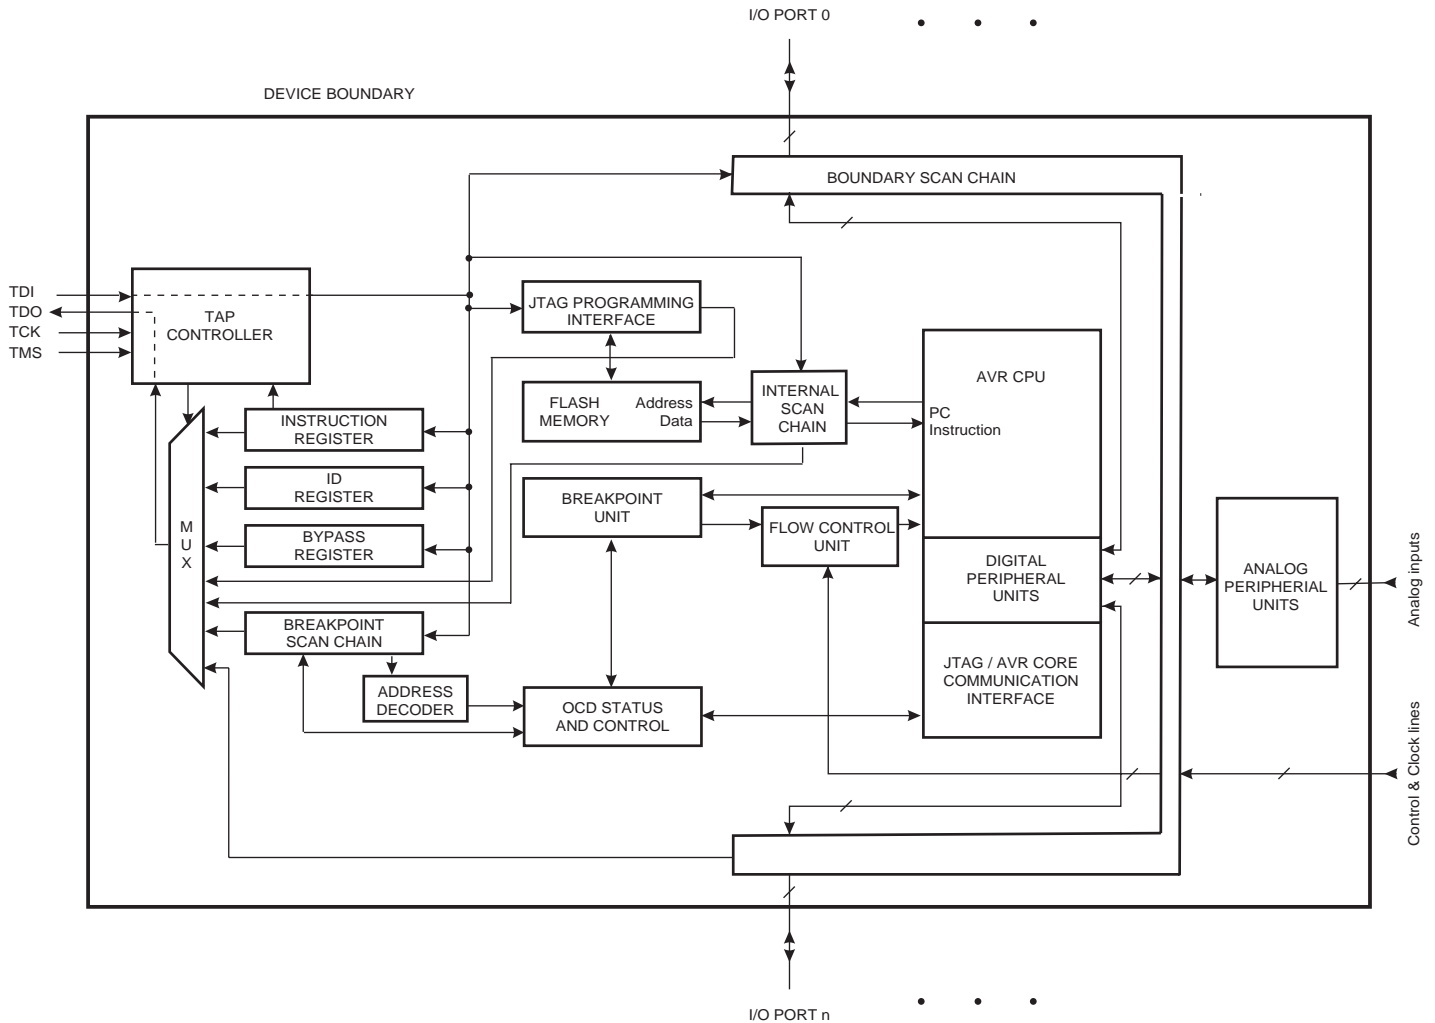 I/O PORT 0
DEVICE BOUNDARY
BOUNDARY SCAN CHAIN
TDI
TDO
TCK
TMS
TAP
CONTROLLER
JTAG PROGRAMMING
INTERFACE
AVR CPU
INTERNAL
SCAN
CHAIN
FLASH
MEMORY
Address
Data
PC
Instruction
INSTRUCTION
REGISTER
ID
REGISTER
BREAKPOINT
UNIT
FLOW CONTROL
UNIT
BYPASS
REGISTER
M
U
X
DIGITAL
PERIPHERAL
UNITS
ANALOG
PERIPHERIAL
UNITS
Analog inputs
BREAKPOINT
SCAN CHAIN
JTAG / AVR CORE
COMMUNICATION
INTERFACE
ADDRESS
DECODER
OCD STATUS
AND CONTROL
Control & Clock lines
I/O PORT n